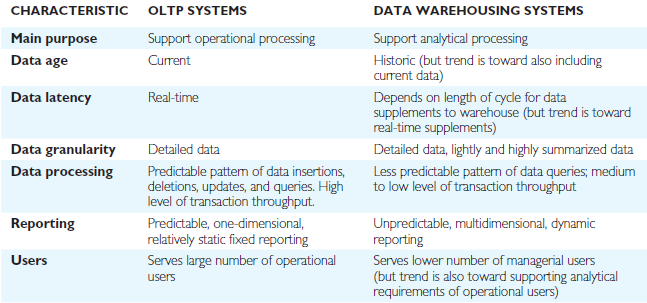 CHARACTERISTIC OLTP SYSTEMS DATA WAREHOUSING SYSTEMS
Main purpose Support operational processing Support analytical processing
Data age Current Historic (but trend is toward also including
current data)
Data latency Real-time Depends on length of cycle for data
supplements to warehouse (but trend is toward
real-time supplements)
Data granularity Detailed data Detailed data, lightly and highly summarized data
Data processing Predictable pattern of data insertions, Less predictable pattern of data queries; medium
deletions, updates, and queries. High to low level of transaction throughput
level of transaction throughput.
Reporting Predictable, one-dimensional, Unpredictable, multidimensional, dynamic
relatively static fixed reporting reporting
Users Serves large number of operational Serves lower number of managerial users
users (but trend is also toward supporting analytical
requirements of operational users)